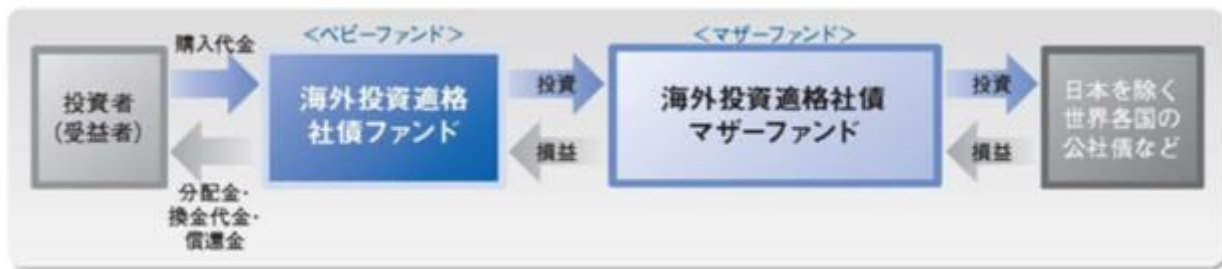 購入代金
<ベビーファンド>
<マザーファンド>
投資者
(受益者)
海外投資適格
社債ファンド
投資
海外投資適格社債
マザーファンド
投資
日本を除く
世界各国の
公社債など
損益
損益
分配金・
換金代金・
償還金